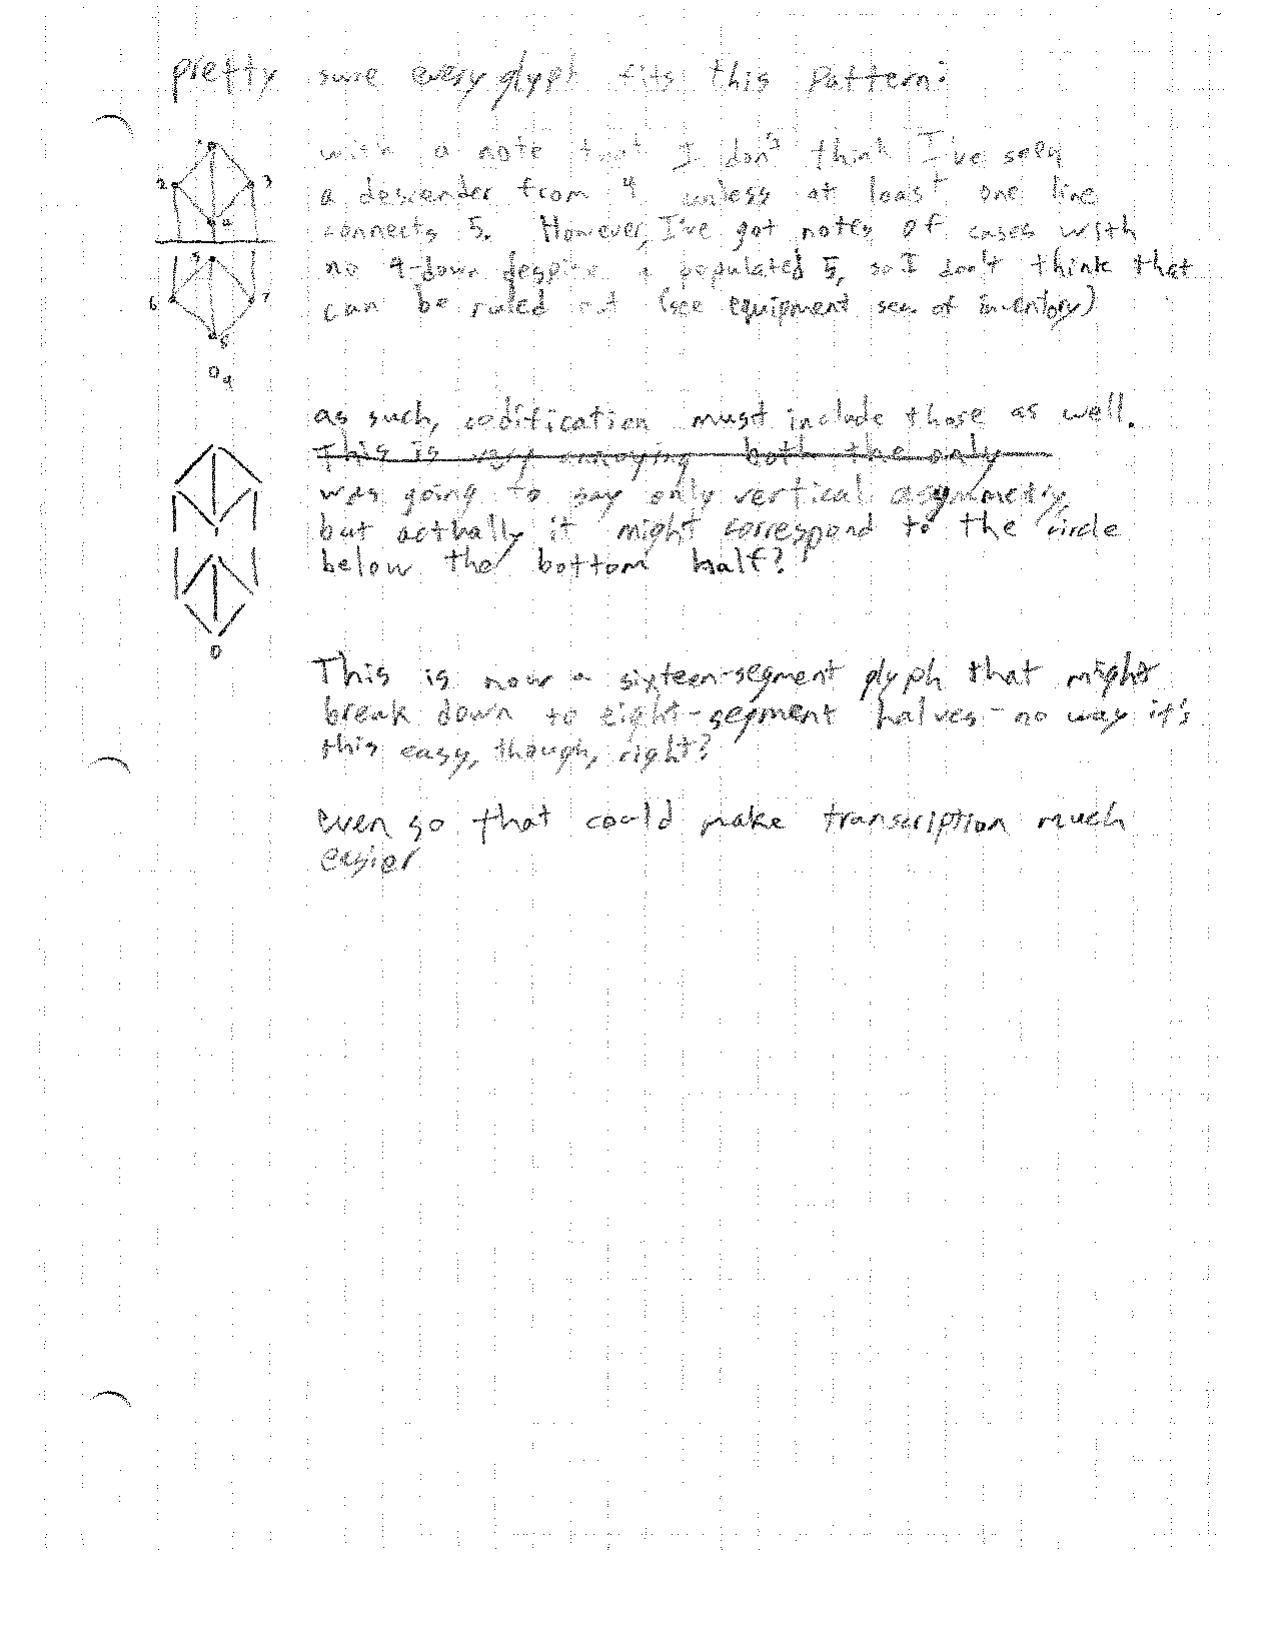 pretty sure every glyph fits this pattern:
with a note that I don't think I've seen
a descender from 4 unless at least one line
connects 5. However, I've got notes of cases with
no 4-down despite a populated 5, so I don't think that
can be ruled out (see equipment sec of inventory)
1
2 3
4
5
6 7
8
9
as such, codification must include those as well.
This is very annoying both the only
was going to say only vertical asymmetry
but actually it might correspond to the circle
below the bottom half?
This is now a sixteen-segment glyph that might
break down to eight-segment halves - no way it's
this easy, though, right?
even so that could make transcription much
easier